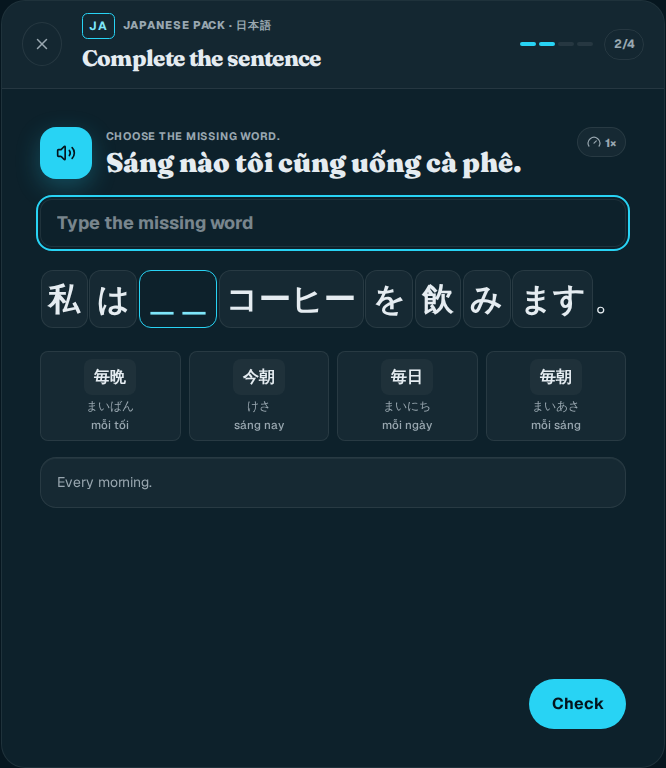 JA JAPANESE PACK · 日本語
Complete the sentence
2/4
CHOOSE THE MISSING WORD.
Sáng nào tôi cũng uống cà phê.
1x
Type the missing word
私 は _ _ コーヒー を 飲 み ます 。
毎晩 今朝 毎日 毎朝
まいばん けさ まいにち まいあさ
mỗi tối sáng nay mỗi ngày mỗi sáng
Every morning.
Check